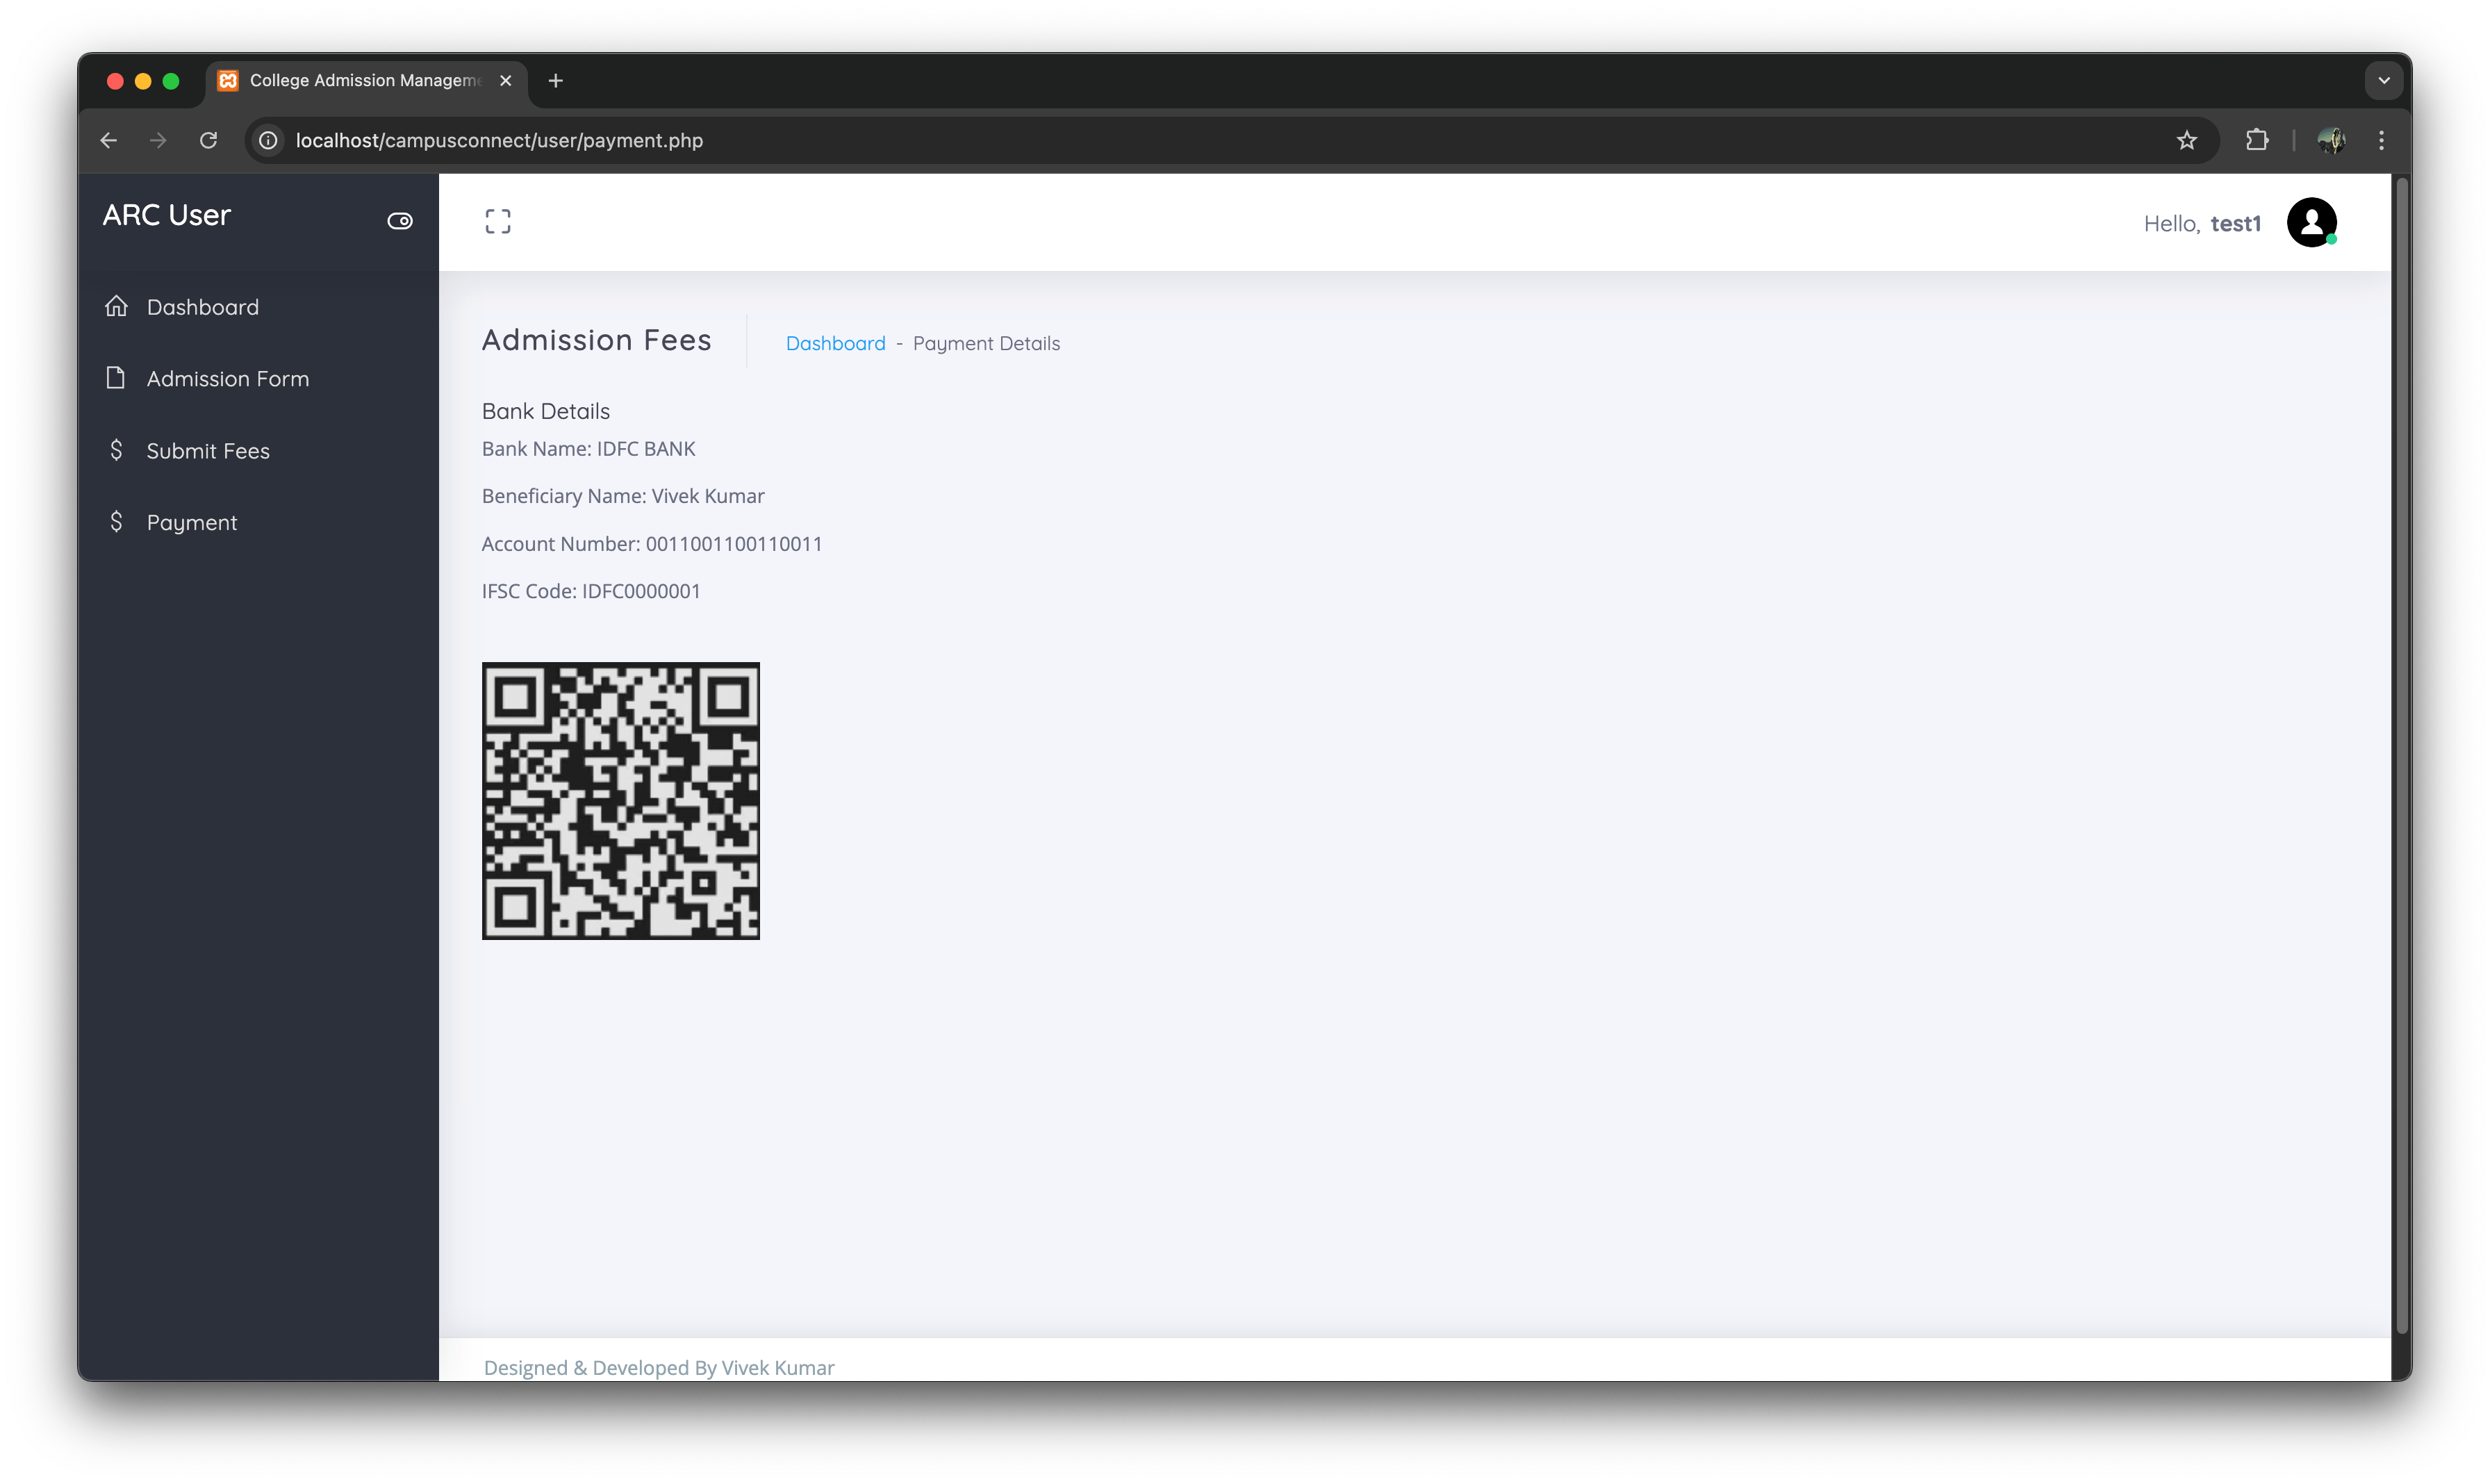 College Admission Managem
localhost/campusconnect/user/payment.php
ARC User
Hello, test1
Dashboard
Admission Form
Submit Fees
Payment
Admission Fees
Dashboard - Payment Details
Bank Details
Bank Name: IDFC BANK
Beneficiary Name: Vivek Kumar
Account Number: 0011001100110011
IFSC Code: IDFC0000001
Designed & Developed By Vivek Kumar